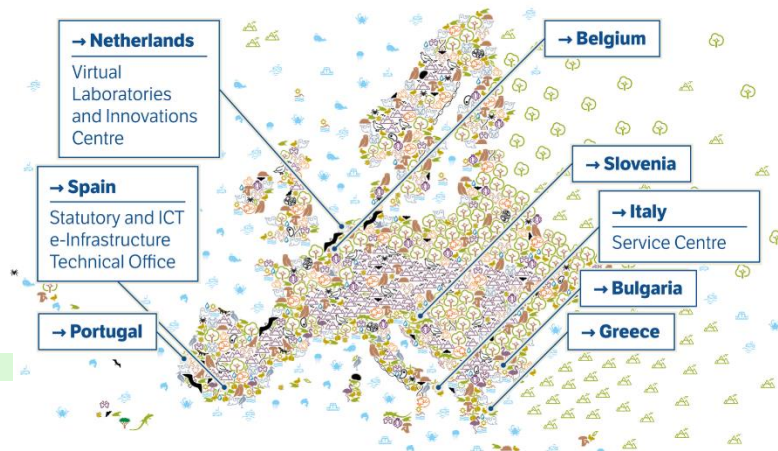 → Netherlands
Virtual
Laboratories
and Innovations
Centre
→ Spain
Statutory and ICT
e-Infrastructure
Technical Office
→ Portugal
→ Belgium
→ Slovenia
→ Italy
Service Centre
→ Bulgaria
→ Greece